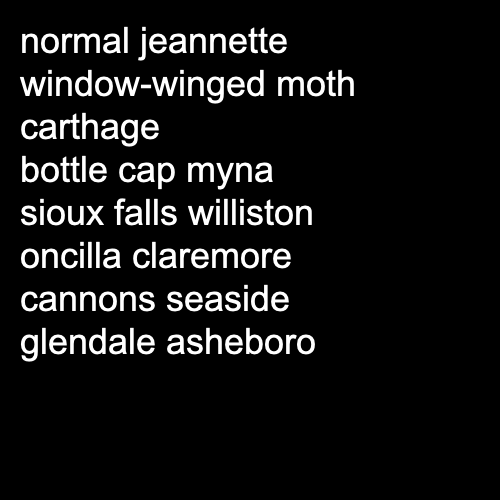 normal jeannette
window-winged moth
carthage
bottle cap myna
sioux falls williston
oncilla claremore
cannons seaside
glendale asheboro